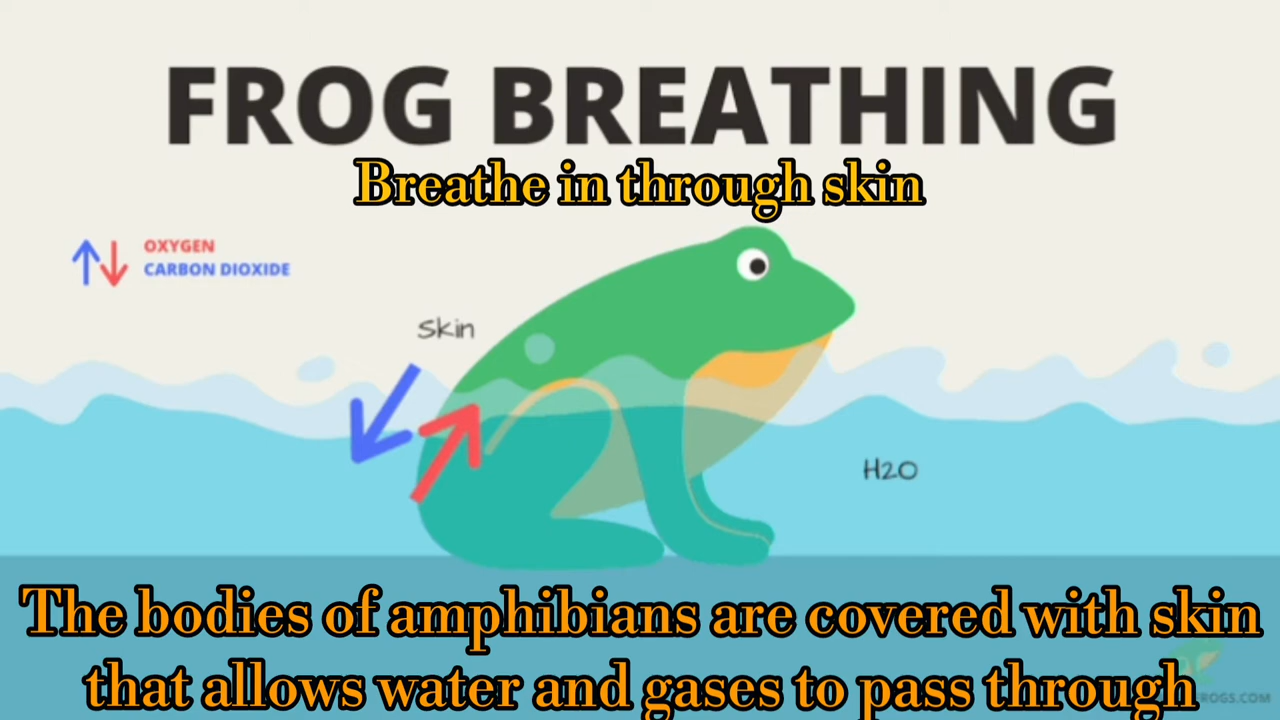 FROG BREATHING
Breathe in through skin
OXYGEN
CARBON DIOXIDE
Skin
H2O
The bodies of amphibians are covered with skin
that allows water and gases to pass through